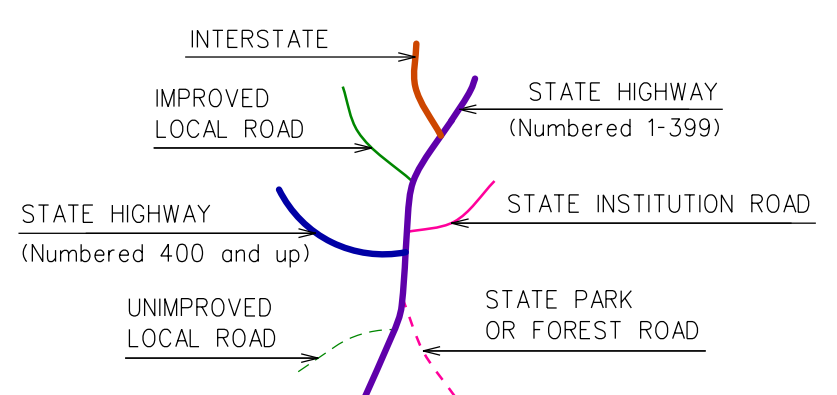 INTERSTATE
STATE HIGHWAY
(Numbered 1-399)
IMPROVED
LOCAL ROAD
STATE INSTITUTION ROAD
STATE HIGHWAY
(Numbered 400 and up)
UNIMPROVED
LOCAL ROAD
STATE PARK
OR FOREST ROAD